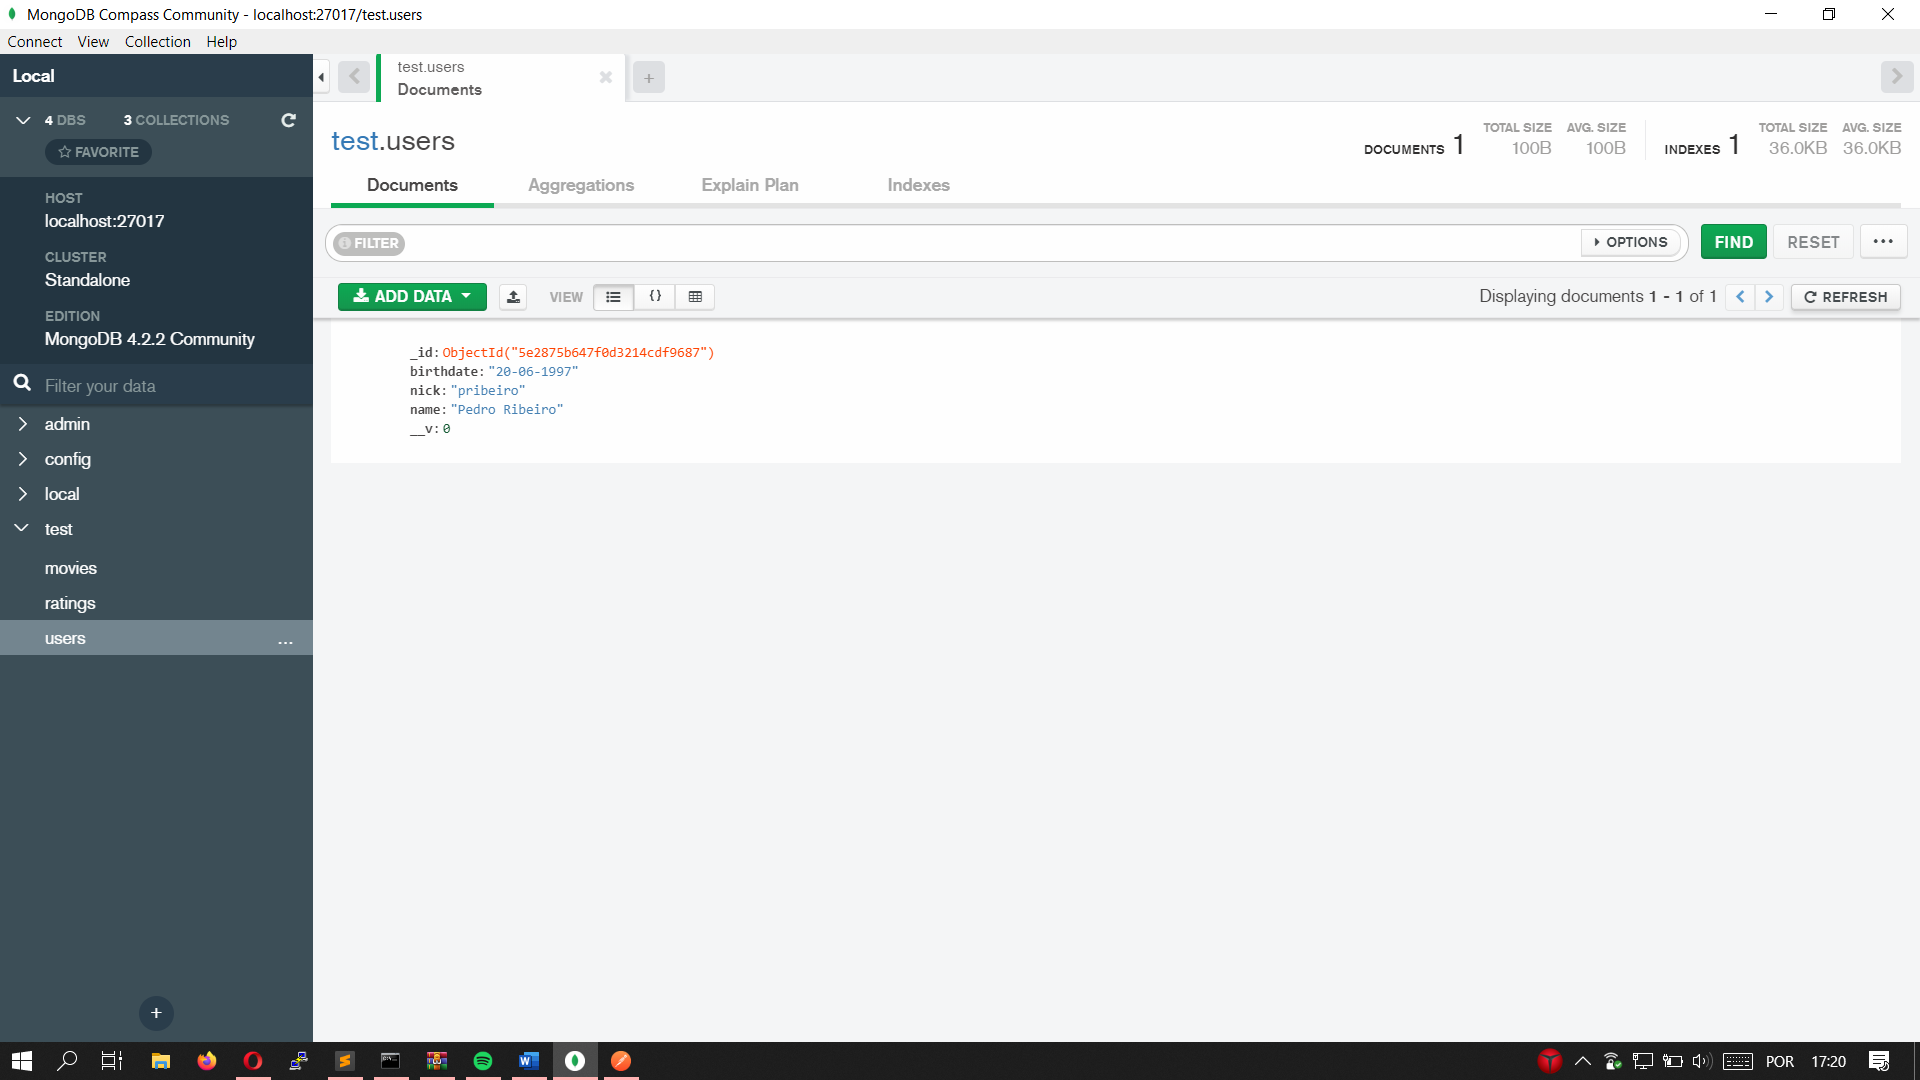 MongoDB Compass Community - localhost:27017/test.users
Connect View Collection Help
Local
4 DBS 3 COLLECTIONS
FAVORITE
HOST
localhost:27017
CLUSTER
Standalone
EDITION
MongoDB 4.2.2 Community
Filter your data
admin
config
local
test
movies
ratings
users ...
+
test.users
Documents
+
test.users
DOCUMENTS 1 TOTAL SIZE 100B AVG. SIZE 100B
INDEXES 1 TOTAL SIZE 36.0KB AVG. SIZE 36.0KB
Documents Aggregations Explain Plan Indexes
FILTER OPTIONS FIND RESET ...
ADD DATA VIEW {} Displaying documents 1 - 1 of 1 REFRESH
_id: ObjectId("5e2875b647f0d3214cdf9687")
birthdate: "20-06-1997"
nick: "pribeiro"
name: "Pedro Ribeiro"
__v: 0
POR 17:20